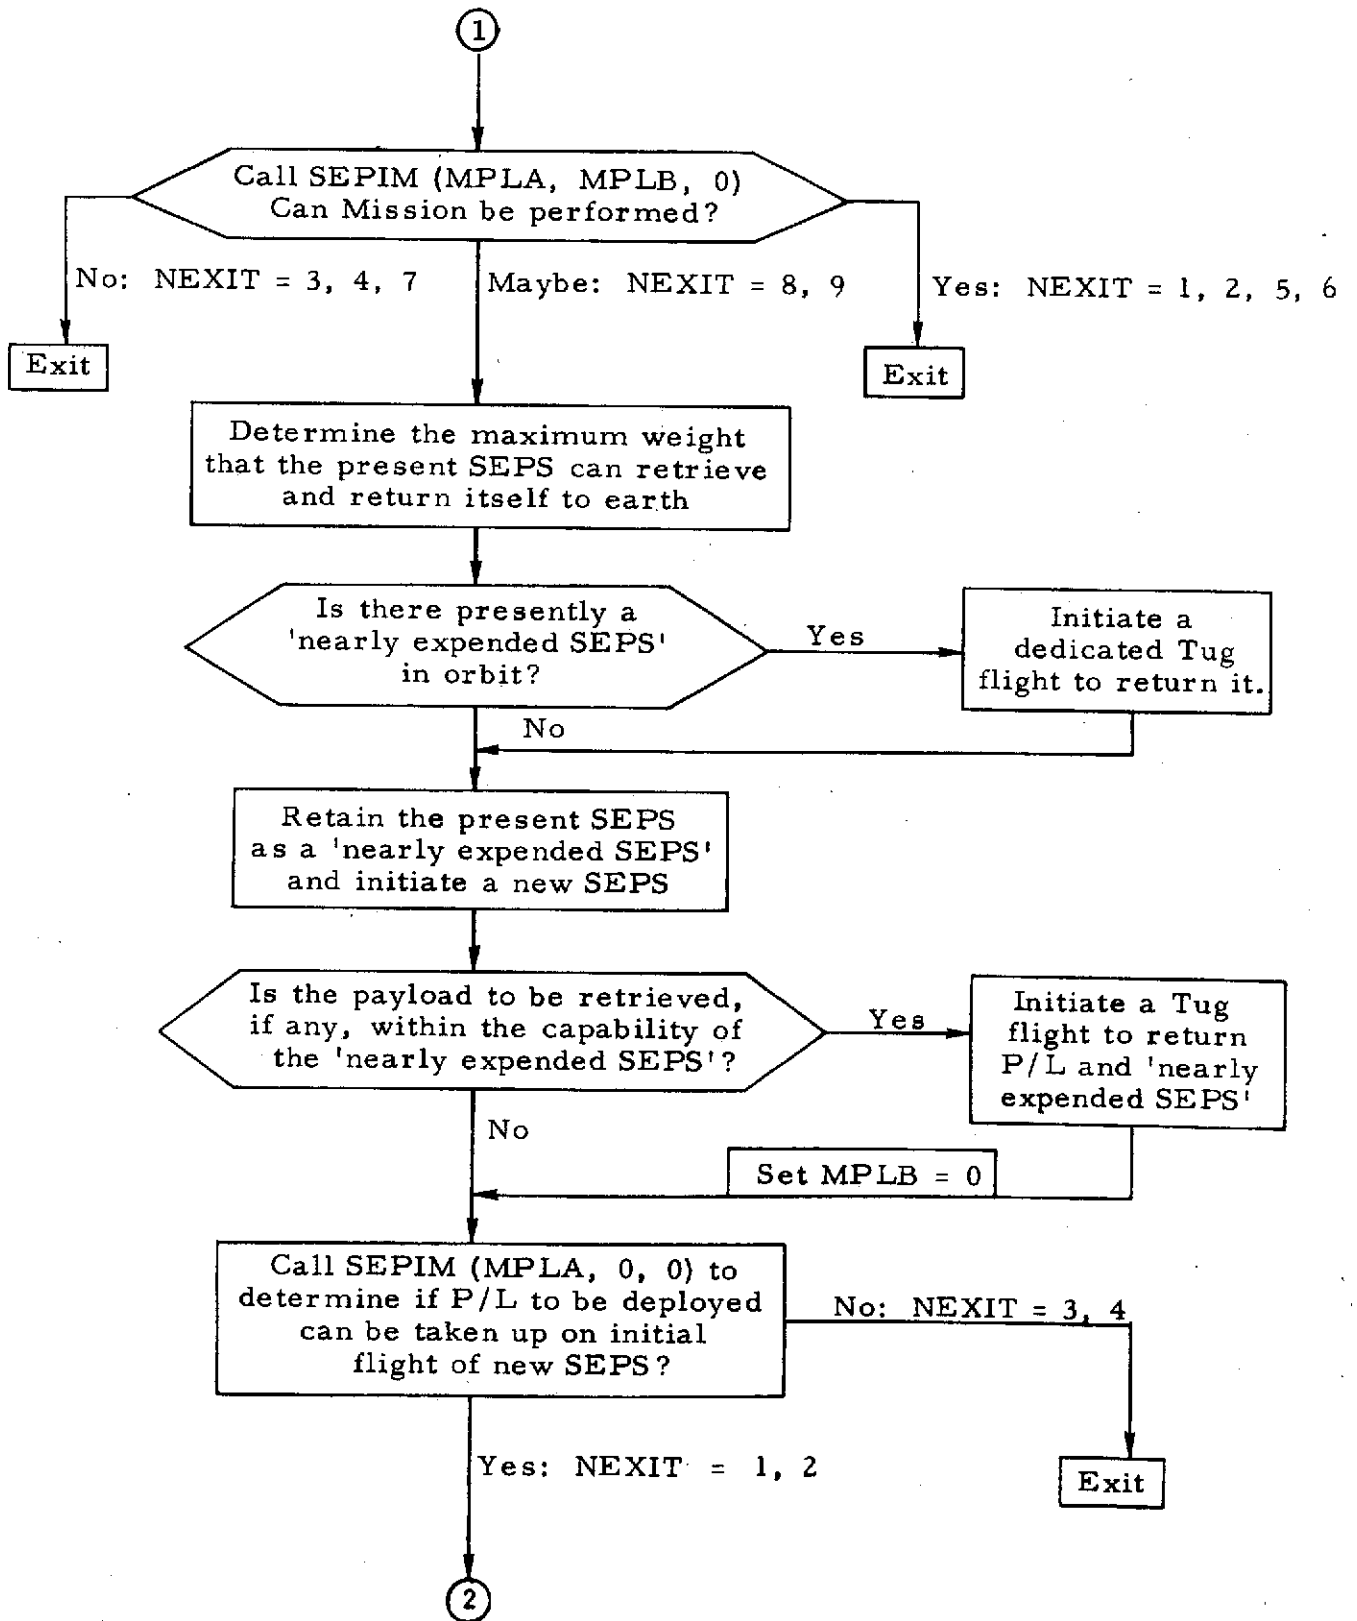 1
Call SEPIM (MPLA, MPLB, 0)
Can Mission be performed?
No: NEXIT = 3, 4, 7
Maybe: NEXIT = 8, 9
Yes: NEXIT = 1, 2, 5, 6
Exit
Exit
Determine the maximum weight
that the present SEPS can retrieve
and return itself to earth
Is there presently a
'nearly expended SEPS'
in orbit?
Yes
Initiate a
dedicated Tug
flight to return it.
No
Retain the present SEPS
as a 'nearly expended SEPS'
and initiate a new SEPS
Is the payload to be retrieved,
if any, within the capability of
the 'nearly expended SEPS'?
Yes
Initiate a Tug
flight to return
P/L and 'nearly
expended SEPS'
No
Set MPLB = 0
Call SEPIM (MPLA, 0, 0) to
determine if P/L to be deployed
can be taken up on initial
flight of new SEPS?
No: NEXIT = 3, 4
Yes: NEXIT = 1, 2
Exit
2